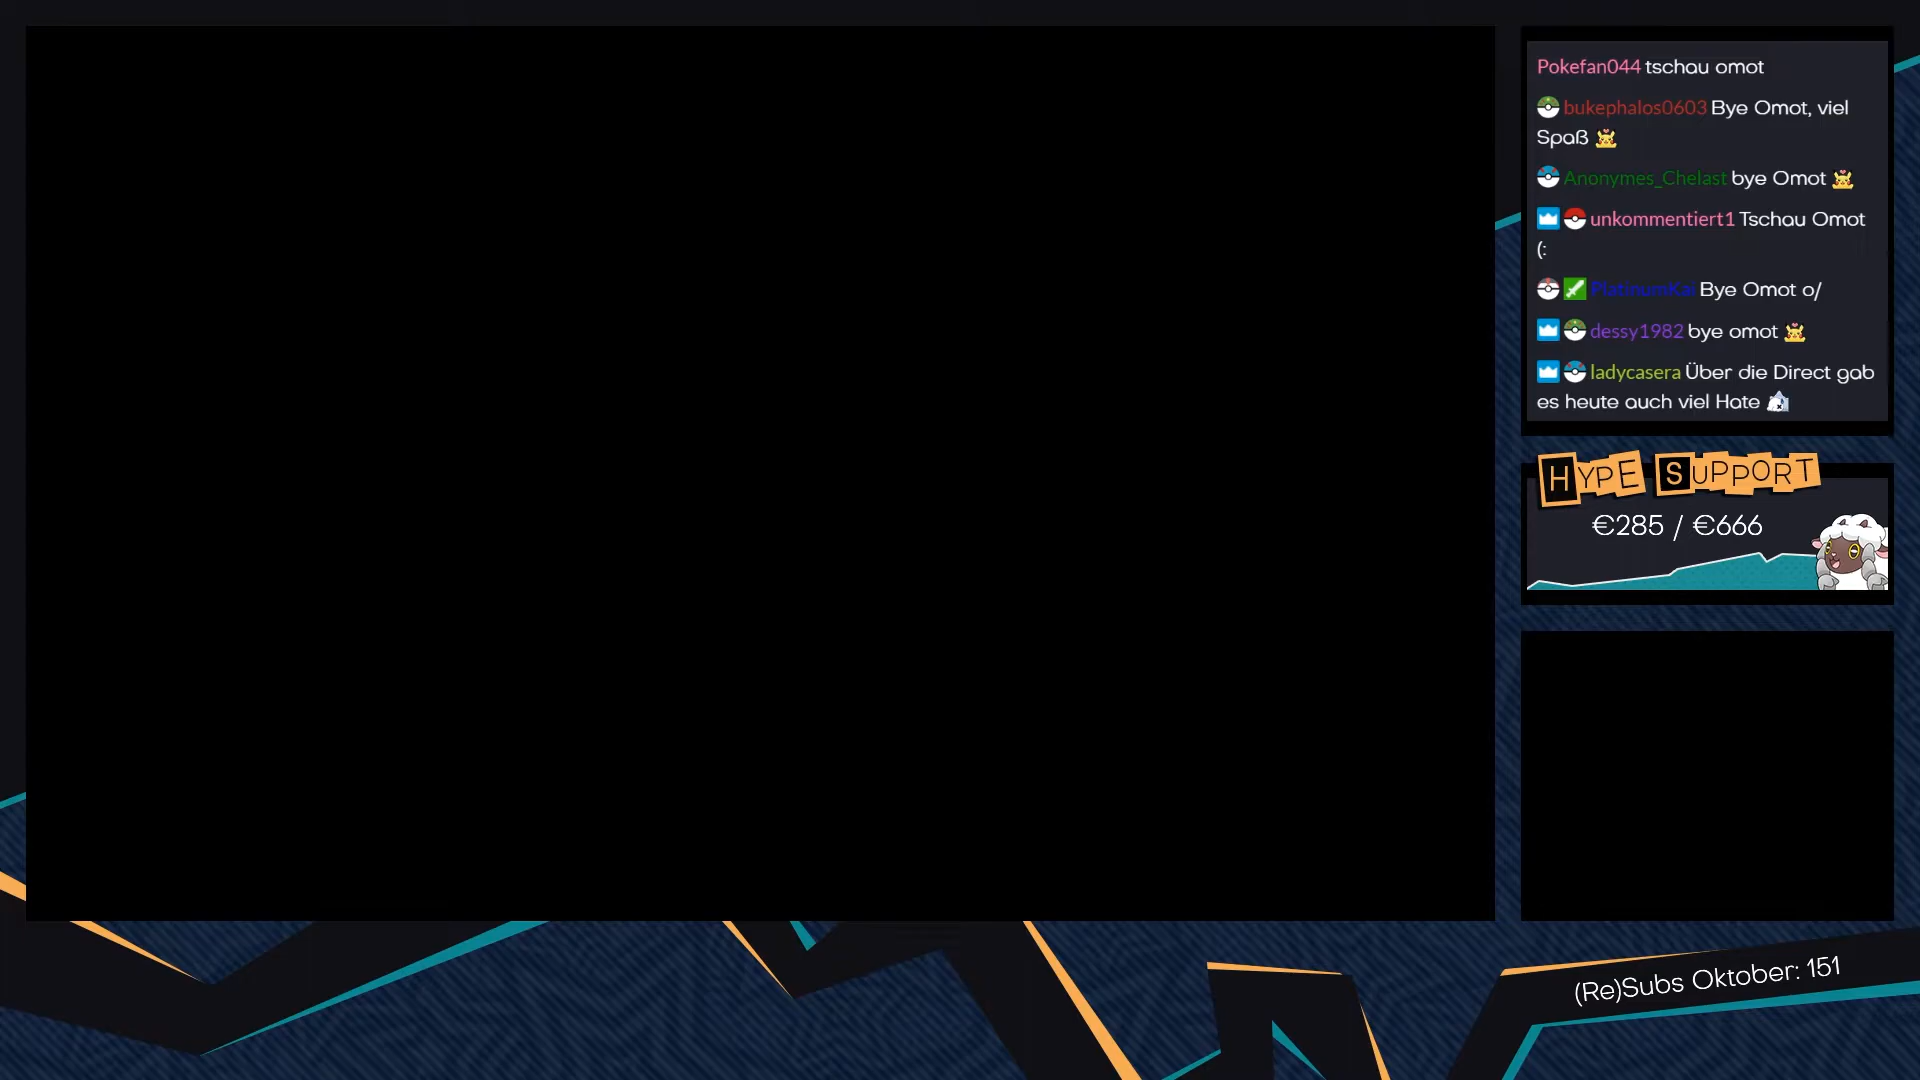 Pokefan044 tschau omot
bukephalos0603 Bye Omot, viel
Spaß
Anonymes_Chelast bye Omot
unkommentiert1 Tschau Omot
(:
PlatinumKai Bye Omot o/
dessy1982 bye omot
ladycasera Über die Direct gab
es heute auch viel Hate
HYPE SUPPORT
€285 / €666
(Re)Subs Oktober: 151